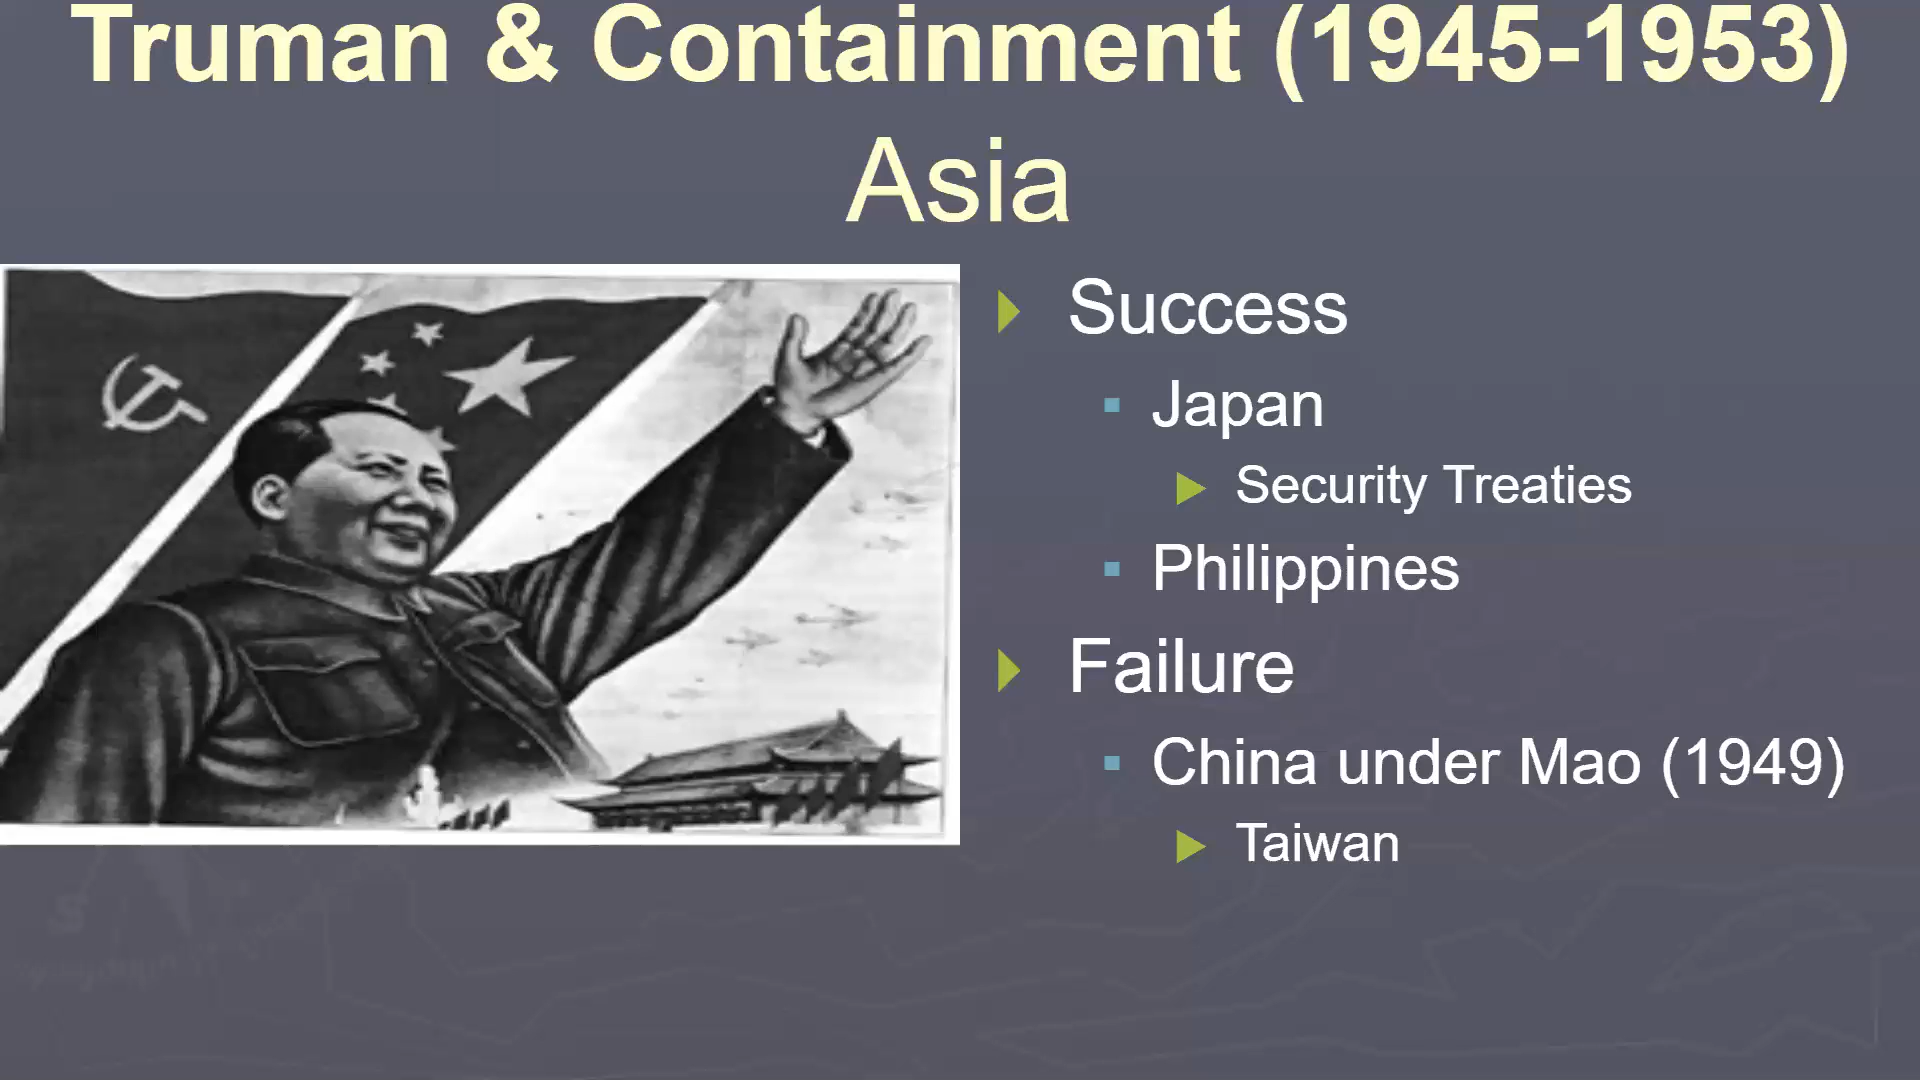 Truman & Containment (1945-1953)
Asia
Success
Japan
Security Treaties
Philippines
Failure
China under Mao (1949)
Taiwan